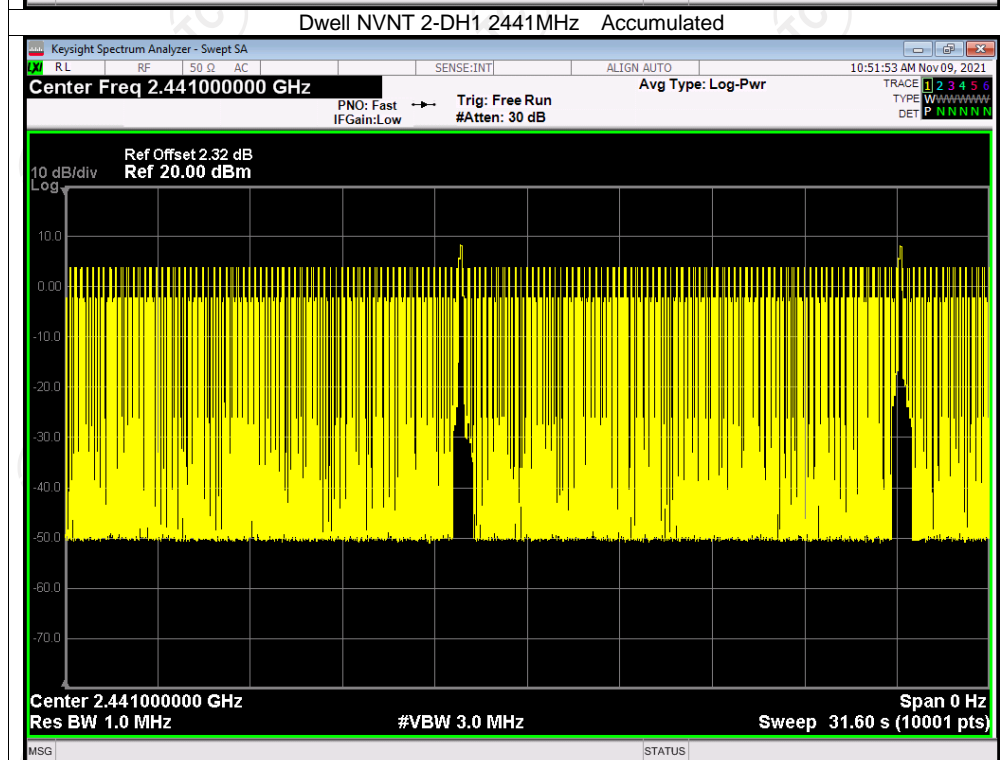 Dwell NVNT 2-DH1 2441MHz Accumulated
Keysight Spectrum Analyzer - Swept SA
LXI RL RF 50 Ω AC SENSE:INT ALIGN AUTO 10:51:53 AM Nov 09, 2021
Center Freq 2.441000000 GHz Avg Type: Log-Pwr TRACE 1 2 3 4 5 6
PNO: Fast Trig: Free Run TYPE WWWWWW
IFGain:Low #Atten: 30 dB DET P N N N N N
Ref Offset 2.32 dB
10 dB/div Ref 20.00 dBm
Log
10.0
0.00
-10.0
-20.0
-30.0
-40.0
-50.0
-60.0
-70.0
Center 2.441000000 GHz Span 0 Hz
Res BW 1.0 MHz #VBW 3.0 MHz Sweep 31.60 s (10001 pts)
MSG STATUS